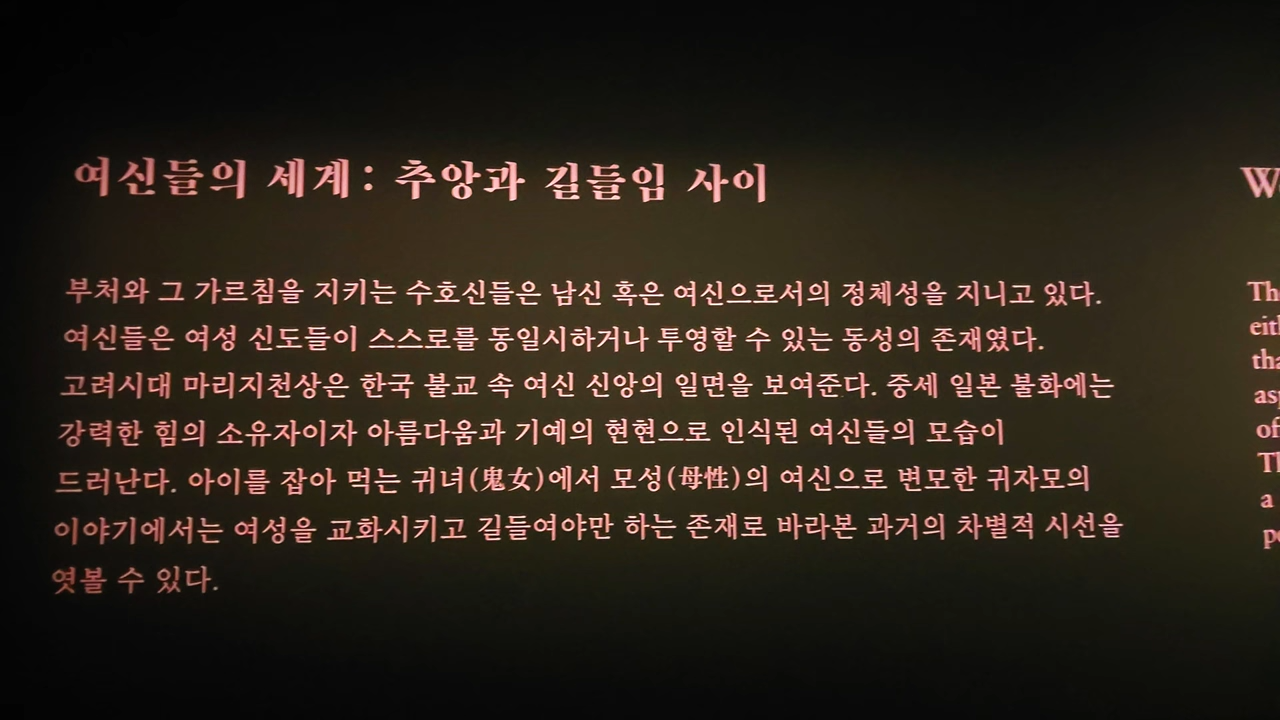 여신들의 세계: 추앙과 길들임 사이
부처와 그 가르침을 지키는 수호신들은 남신 혹은 여신으로서의 정체성을 지니고 있다.
여신들은 여성 신도들이 스스로를 동일시하거나 투영할 수 있는 동성의 존재였다.
고려시대 마리지천상은 한국 불교 속 여신 신앙의 일면을 보여준다. 중세 일본 불화에는
강력한 힘의 소유자이자 아름다움과 기예의 현현으로 인식된 여신들의 모습이
드러난다. 아이를 잡아 먹는 귀녀(鬼女)에서 모성(母性)의 여신으로 변모한 귀자모의
이야기에서는 여성을 교화시키고 길들여야만 하는 존재로 바라본 과거의 차별적 시선을
엿볼 수 있다.